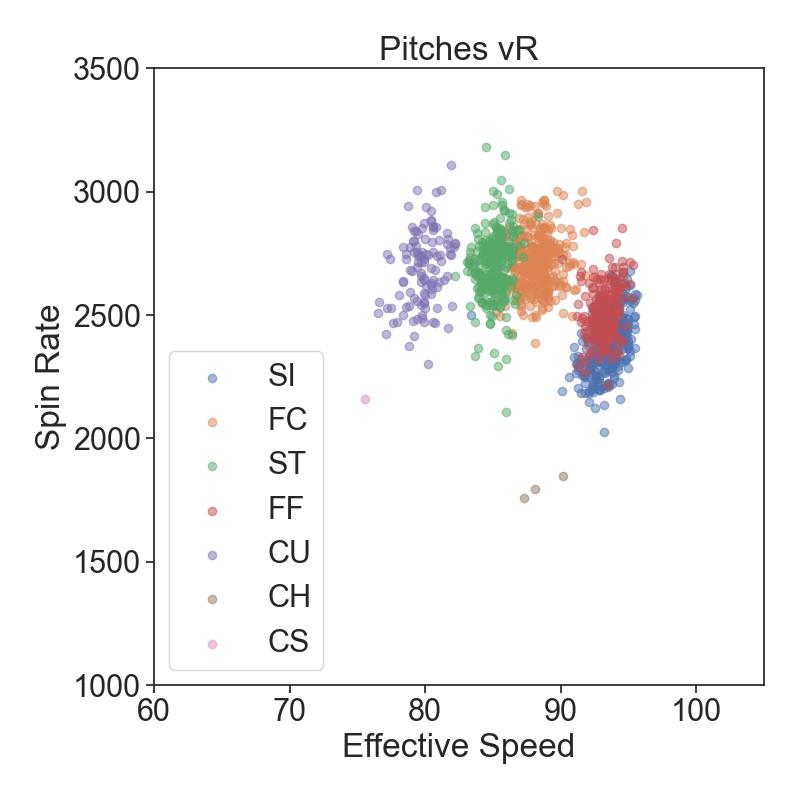 Pitches vR
3500
3000
2500
2000
1500
1000
Spin Rate
SI
FC
ST
FF
CU
CH
CS
60 70 80 90 100
Effective Speed